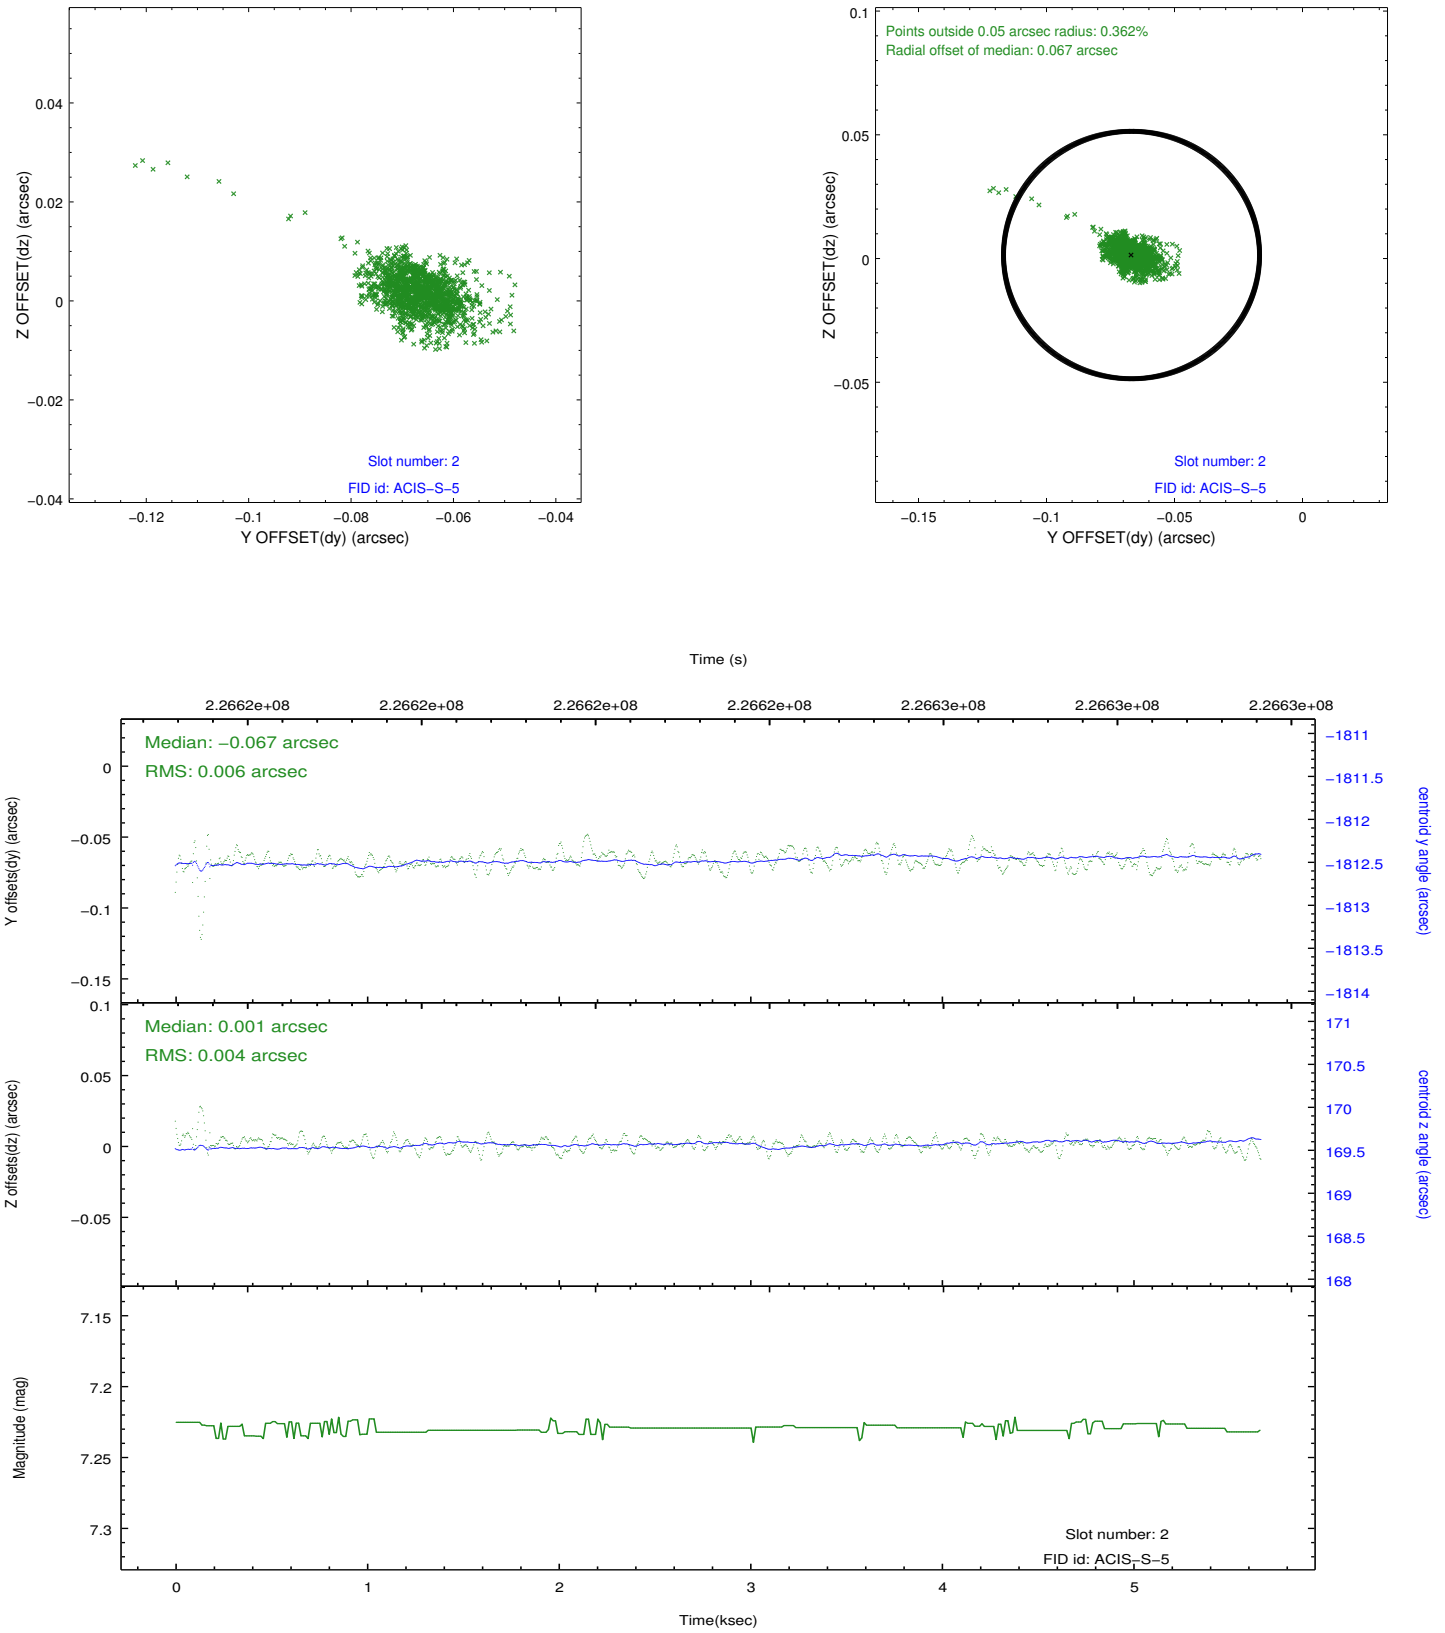 0.04
0.02
0
−0.02
−0.04
Z OFFSET(dz) (arcsec)
Slot number: 2
FID id: ACIS−S−5
−0.12 −0.1 −0.08 −0.06 −0.04
Y OFFSET(dy) (arcsec)
Points outside 0.05 arcsec radius: 0.362%
Radial offset of median: 0.067 arcsec
0.1
0.05
0
−0.05
Z OFFSET(dz) (arcsec)
Slot number: 2
FID id: ACIS−S−5
−0.15 −0.1 −0.05 0
Y OFFSET(dy) (arcsec)
Time (s)
2.2662e+08 2.2662e+08 2.2662e+08 2.2662e+08 2.2663e+08 2.2663e+08 2.2663e+08
Median: −0.067 arcsec
RMS: 0.006 arcsec
0
−0.05
−0.1
−0.15
Y offsets(dy) (arcsec)
−1811
−1811.5
−1812
−1812.5
−1813
−1813.5
−1814
centroid y angle (arcsec)
Median: 0.001 arcsec
RMS: 0.004 arcsec
0.1
0.05
0
−0.05
Z offsets(dz) (arcsec)
171
170.5
170
169.5
169
168.5
168
centroid z angle (arcsec)
7.15
7.2
7.25
7.3
Magnitude (mag)
Slot number: 2
FID id: ACIS−S−5
0 1 2 3 4 5
Time(ksec)